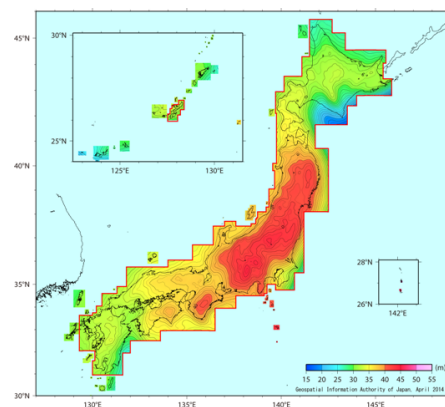 45°N
40°N
35°N
30°N
130°E
135°E
140°E
145°E
30°N
25°N
125°E
130°E
28°N
26°N
142°E
(m)
15 20 25 30 35 40 45 50 55
Geospatial Information Authority of Japan, April 2014